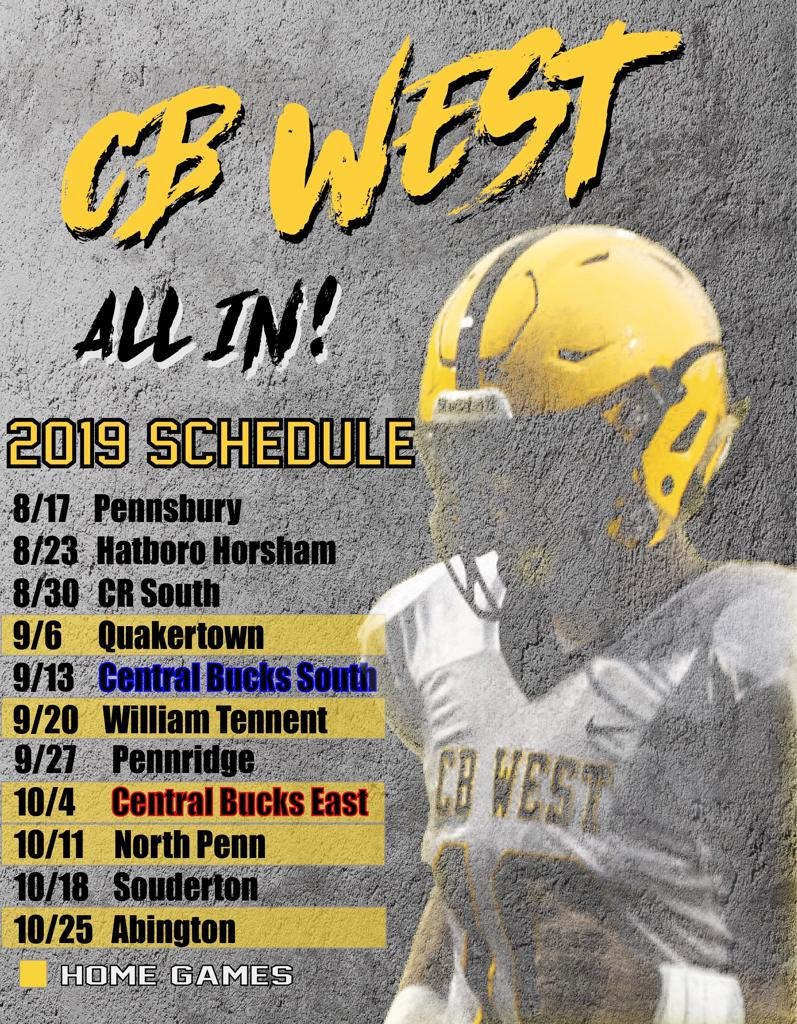 CB WEST
ALL IN!
2019 SCHEDULE
8/17 Pennsbury
8/23 Hatboro Horsham
8/30 CR South
9/6 Quakertown
9/13 Central Bucks South
9/20 William Tennent
9/27 Pennridge
10/4 Central Bucks East
10/11 North Penn
10/18 Souderton
10/25 Abington
HOME GAMES
CB WEST